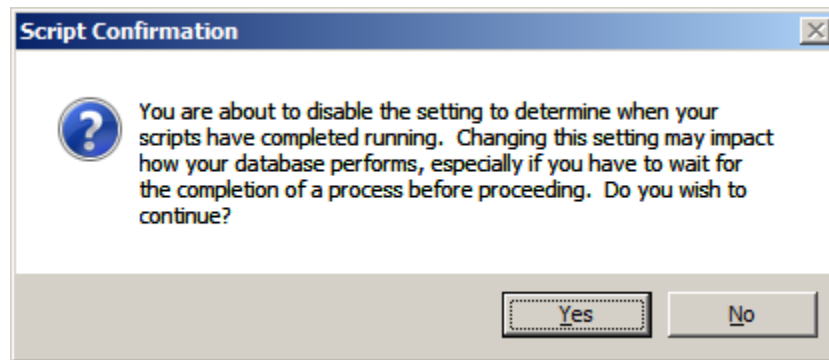 Script Confirmation
You are about to disable the setting to determine when your
scripts have completed running.  Changing this setting may impact
how your database performs, especially if you have to wait for
the completion of a process before proceeding.  Do you wish to
continue?
Yes
No